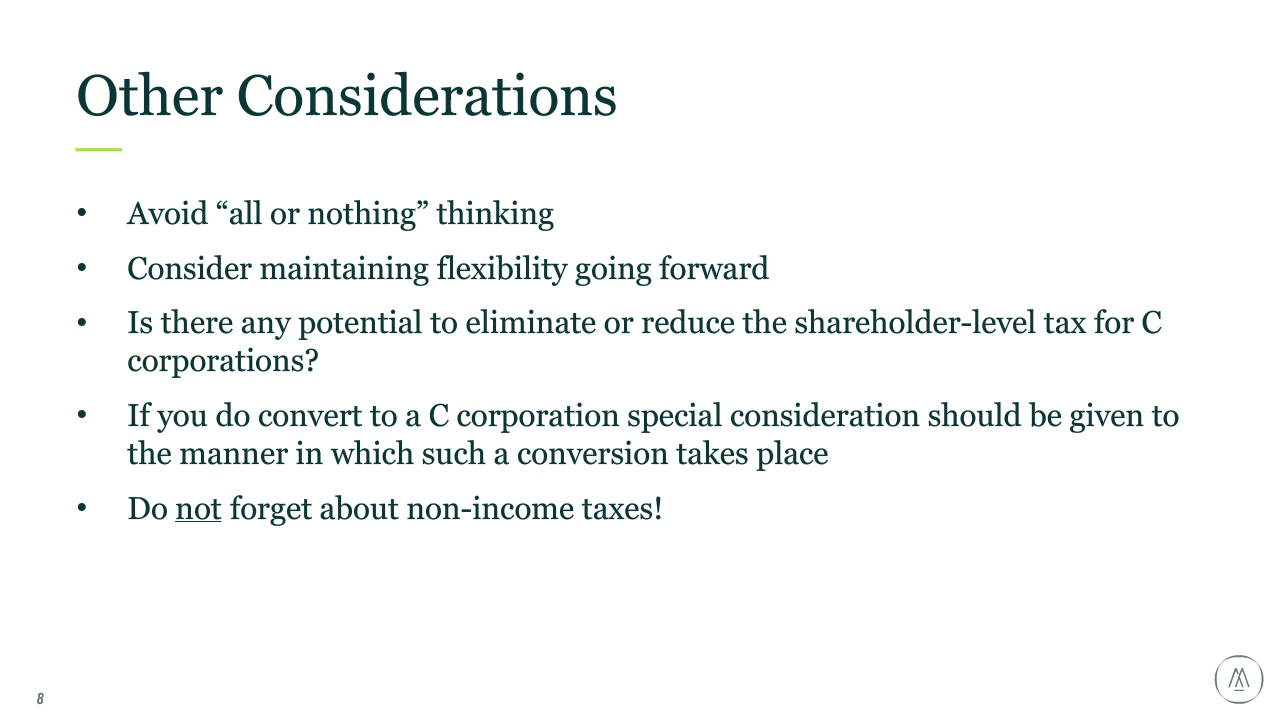 Other Considerations
• Avoid “all or nothing” thinking
• Consider maintaining flexibility going forward
• Is there any potential to eliminate or reduce the shareholder-level tax for C
corporations?
• If you do convert to a C corporation special consideration should be given to
the manner in which such a conversion takes place
• Do not forget about non-income taxes!
8